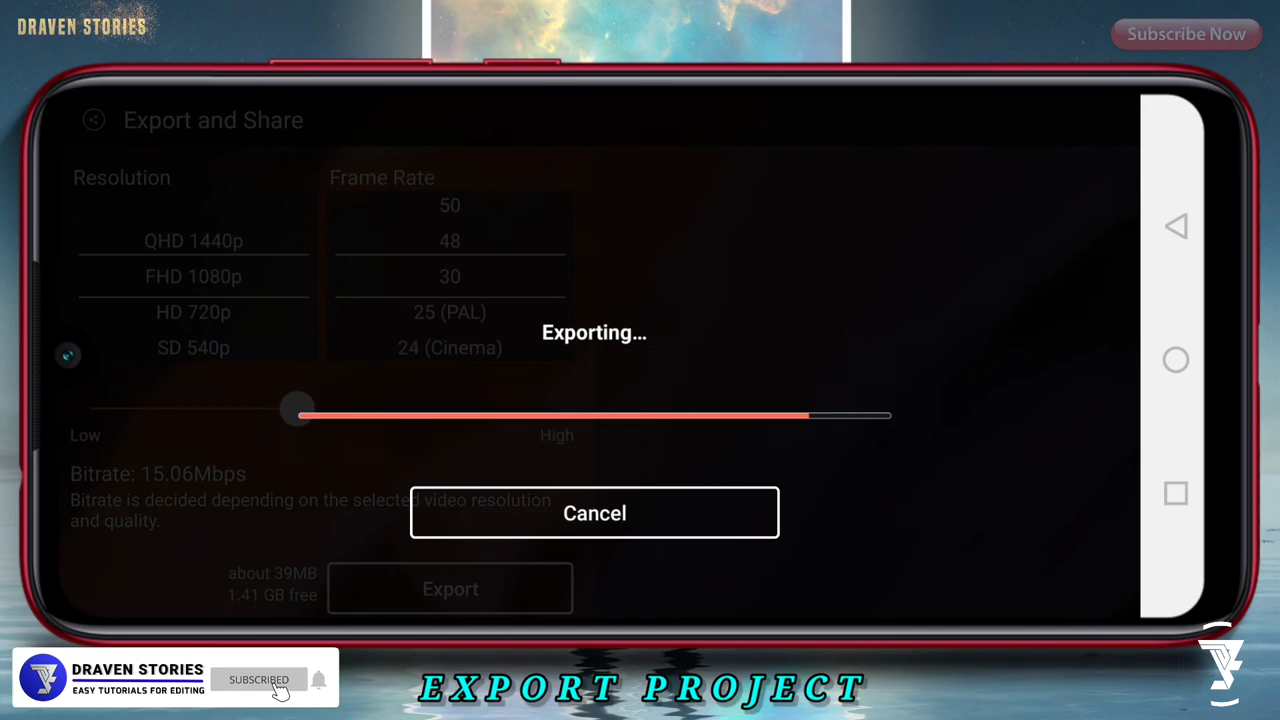 DRAVEN STORIES
Subscribe Now
Export and Share
Resolution
Frame Rate
50
QHD 1440p
48
FHD 1080p
30
HD 720p
25 (PAL)
SD 540p
24 (Cinema)
Exporting...
Low
High
Bitrate: 15.06Mbps
Bitrate is decided depending on the selected video resolution
and quality.
Cancel
about 39MB
1.41 GB free
Export
DRAVEN STORIES
EASY TUTORIALS FOR EDITING
SUBSCRIBED
EXPORT PROJECT